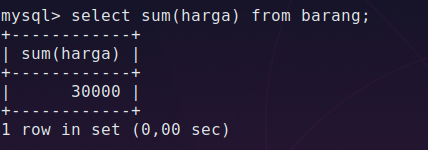 mysql> select sum(harga) from barang;
+------------+
| sum(harga) |
+------------+
|      30000 |
+------------+
1 row in set (0,00 sec)